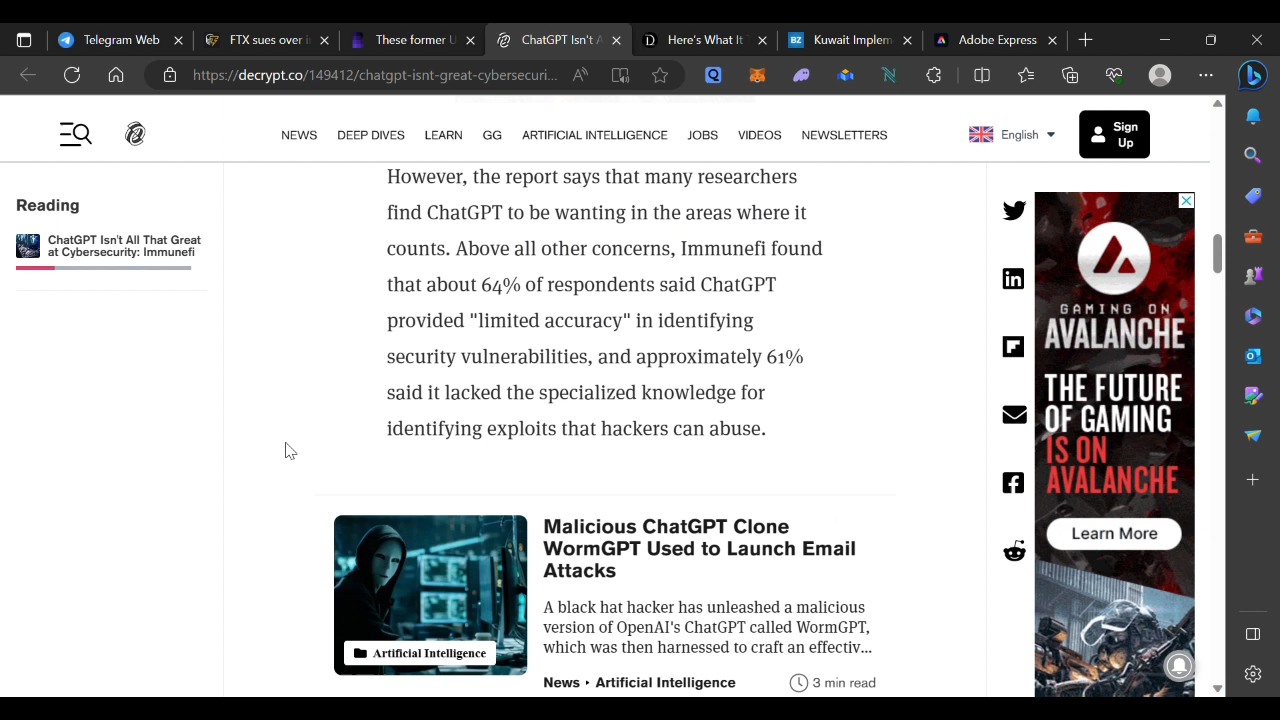 Telegram Web
FTX sues over i
These former U
ChatGPT Isn't A
Here's What It
BZ
Kuwait Implem
Adobe Express
https://decrypt.co/149412/chatgpt-isnt-great-cybersecuri...
NEWS
DEEP DIVES
LEARN
GG
ARTIFICIAL INTELLIGENCE
JOBS
VIDEOS
NEWSLETTERS
English
Sign
Up
Reading
ChatGPT Isn't All That Great
at Cybersecurity: Immunefi
However, the report says that many researchers
find ChatGPT to be wanting in the areas where it
counts. Above all other concerns, Immunefi found
that about 64% of respondents said ChatGPT
provided "limited accuracy" in identifying
security vulnerabilities, and approximately 61%
said it lacked the specialized knowledge for
identifying exploits that hackers can abuse.
Artificial Intelligence
Malicious ChatGPT Clone
WormGPT Used to Launch Email
Attacks
A black hat hacker has unleashed a malicious
version of OpenAI's ChatGPT called WormGPT,
which was then harnessed to craft an effectiv...
News
Artificial Intelligence
3 min read
GAMING ON
AVALANCHE
THE FUTURE
OF GAMING
IS ON
AVALANCHE
Learn More